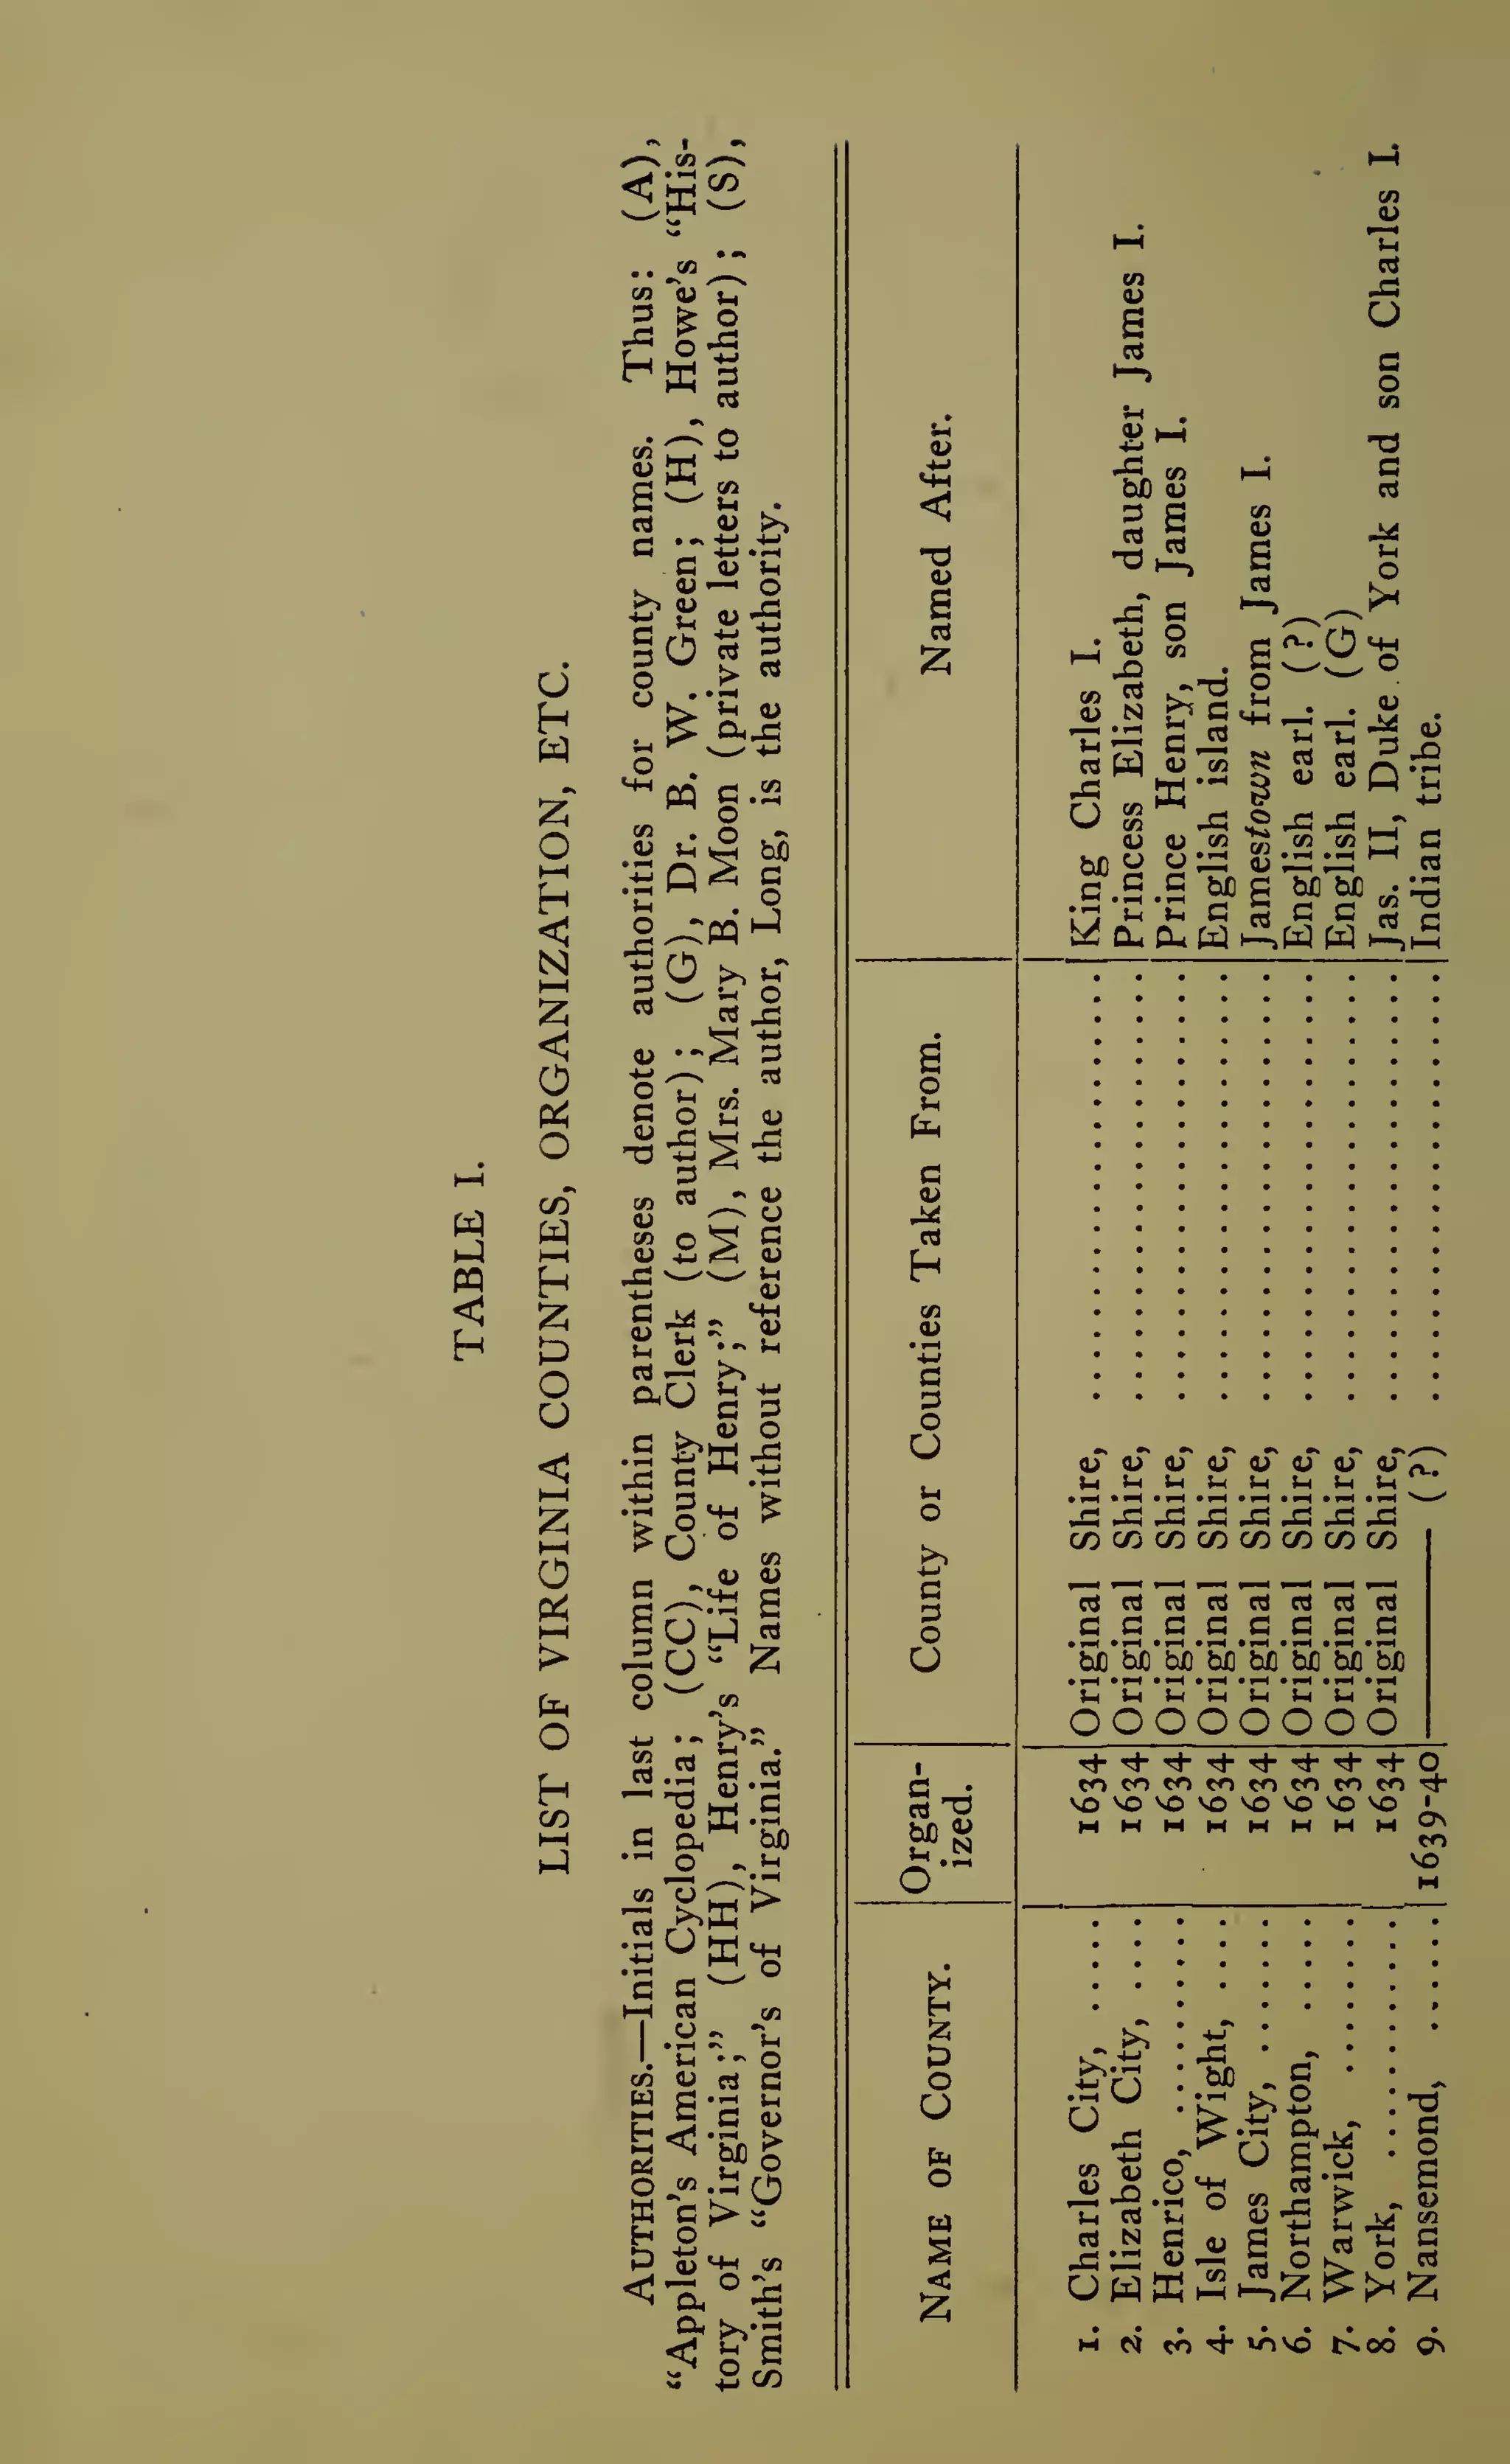 TABLE I.
LIST OF VIRGINIA COUNTIES, ORGANIZATION, ETC.
AUTHORITIES.—Initials in last column within parentheses denote authorities for county names. Thus: (A),
“Appleton’s American Cyclopedia; (CC), County Clerk (to author); (G), Dr. B. W. Green; (H), Howe’s “His-
tory of Virginia;” (HH), Henry’s “Life of Henry;” (M), Mrs. Mary B. Moon (private letters to author); (S),
Smith’s “Governor’s of Virginia.” Names without reference the author, Long, is the authority.
NAME OF COUNTY. Organ- County or Counties Taken From. Named After.
ized.
1. Charles City, ..... 1634 Original Shire, ..................... King Charles I.
2. Elizabeth City, .... 1634 Original Shire, ..................... Princess Elizabeth, daughter James I.
3. Henrico, .......... 1634 Original Shire, ..................... Prince Henry, son James I.
4. Isle of Wight, .... 1634 Original Shire, ..................... English island.
5. James City, ....... 1634 Original Shire, ..................... Jamestown from James I.
6. Northampton, ..... 1634 Original Shire, ..................... English earl. (?)
7. Warwick, ........ 1634 Original Shire, ..................... English earl. (G)
8. York, ............ 1634 Original Shire, ..................... Jas. II, Duke of York and son Charles I.
9. Nansemond, ...... 1639-40 ——— (?) ..................... Indian tribe.